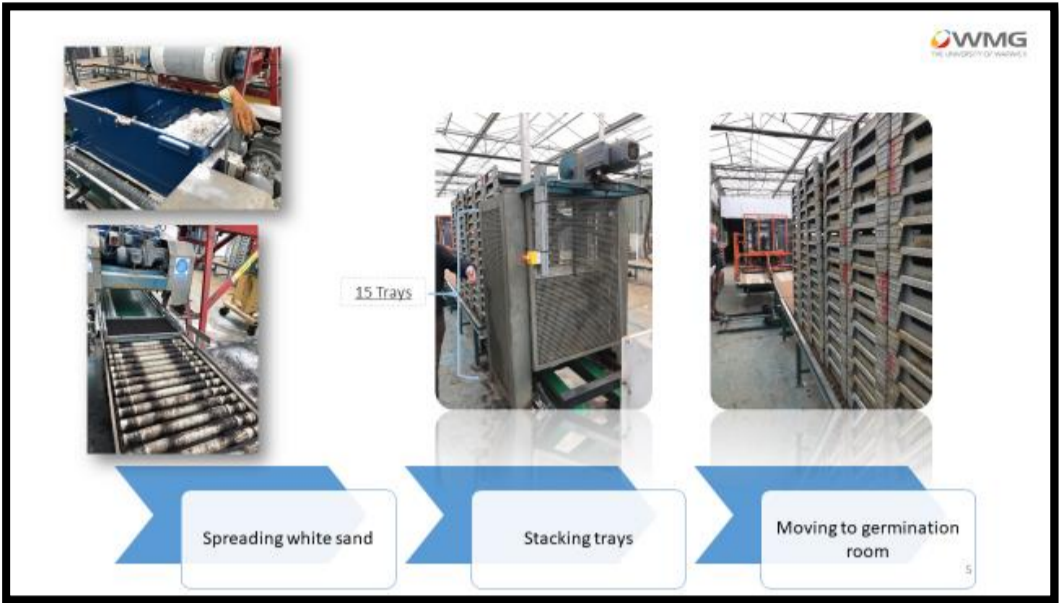 WMG
THE UNIVERSITY OF WARWICK
15 Trays
Spreading white sand
Stacking trays
Moving to germination
room
5